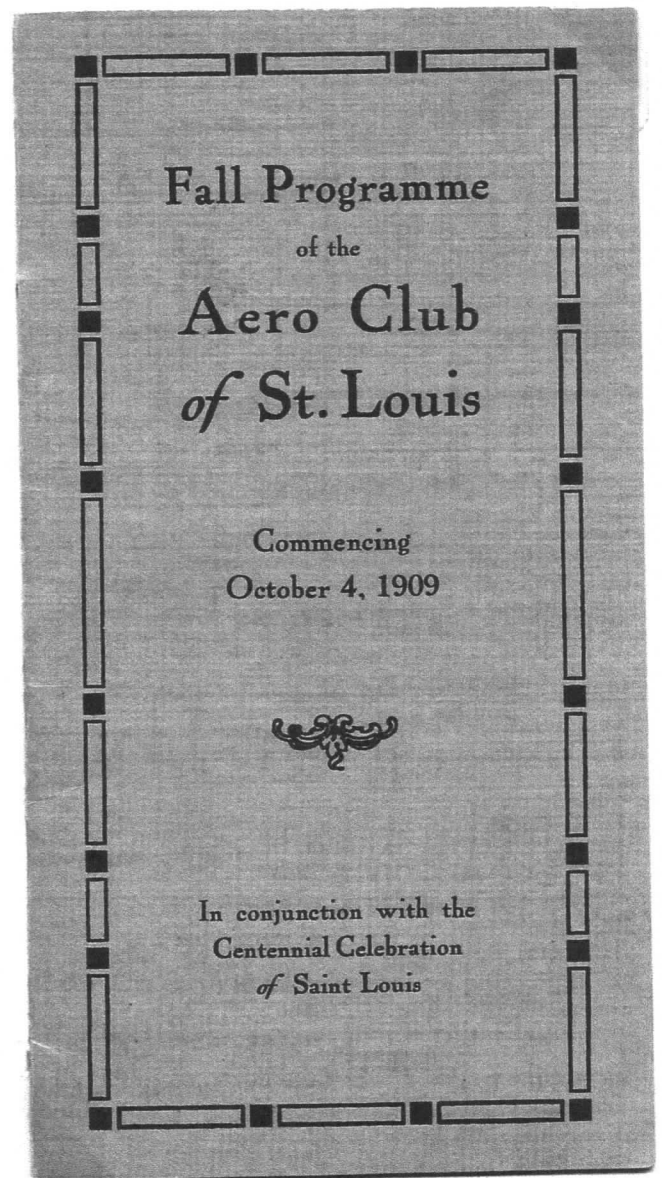 Fall Programme
of the
Aero Club
of St. Louis
Commencing
October 4, 1909
In conjunction with the
Centennial Celebration
of Saint Louis